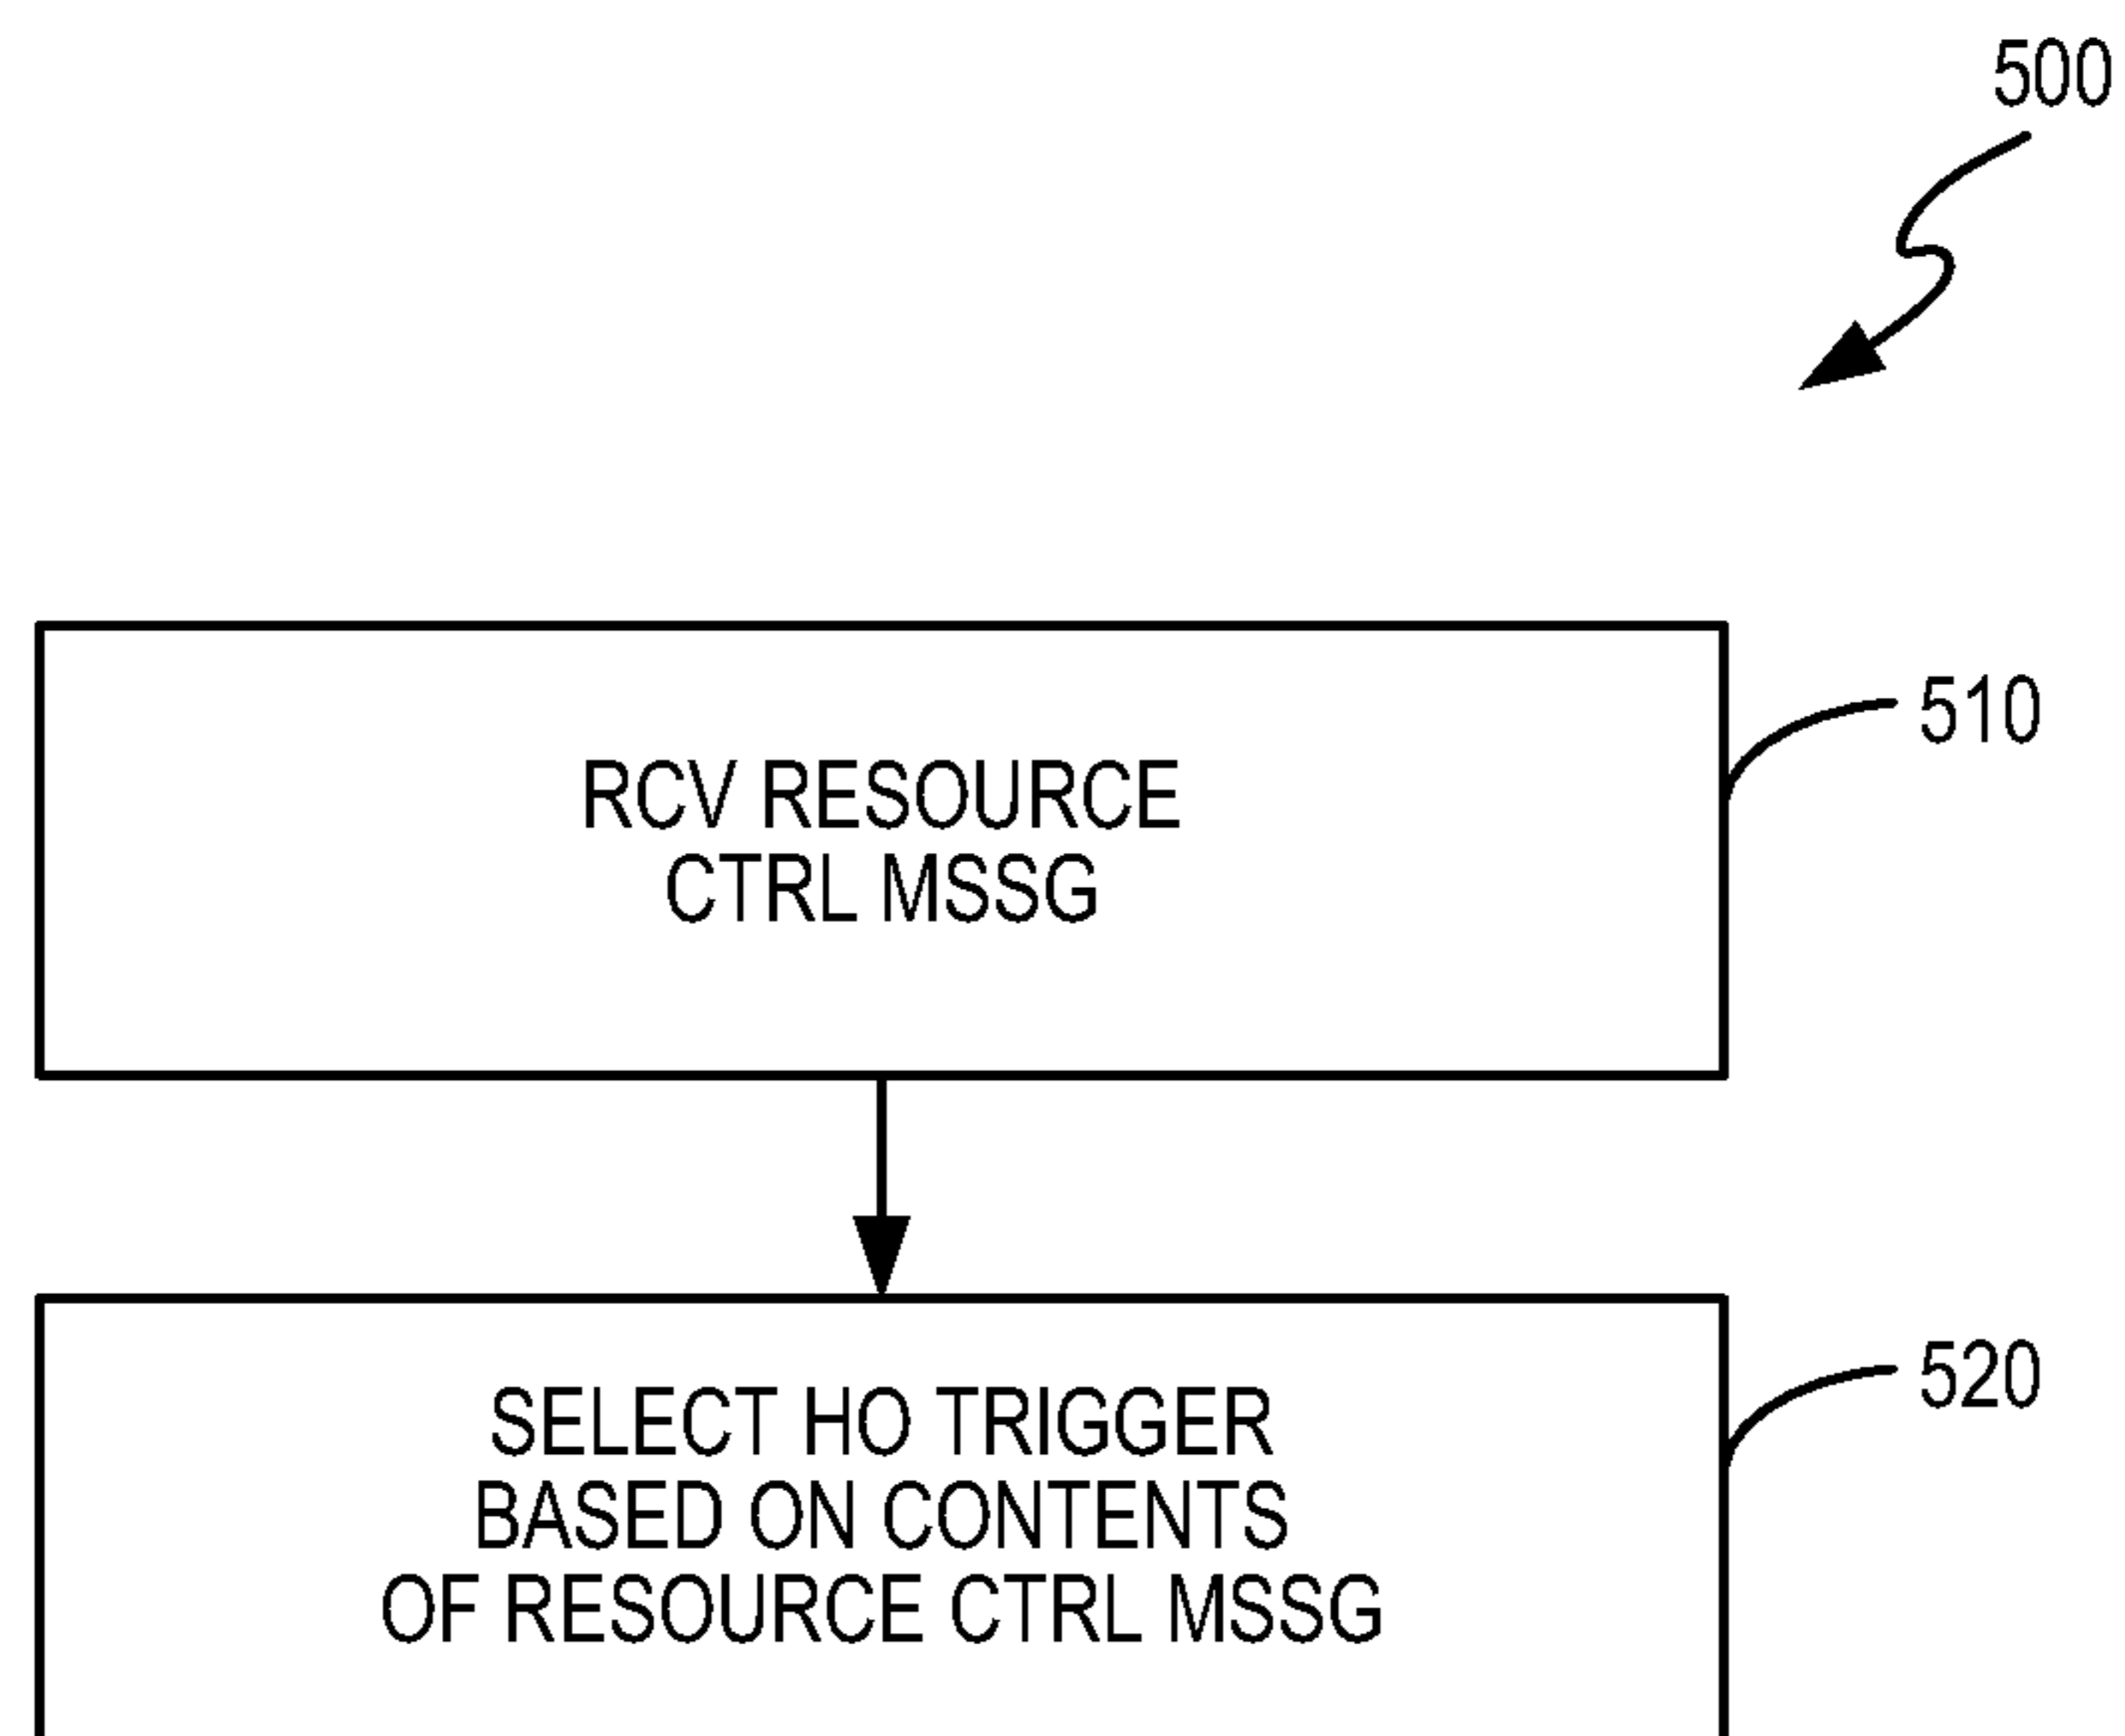 500
RCV RESOURCE
CTRL MSSG
510
SELECT HO TRIGGER
BASED ON CONTENTS
OF RESOURCE CTRL MSSG
520